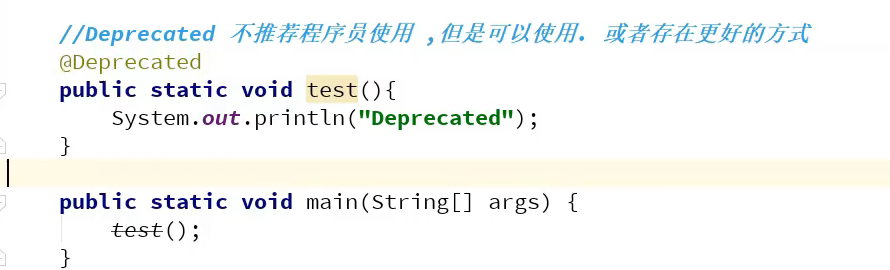 //Deprecated 不推荐程序员使用 ,但是可以使用. 或者存在更好的方式
@Deprecated
public static void test(){
System.out.println("Deprecated");
}
public static void main(String[] args) {
test();
}